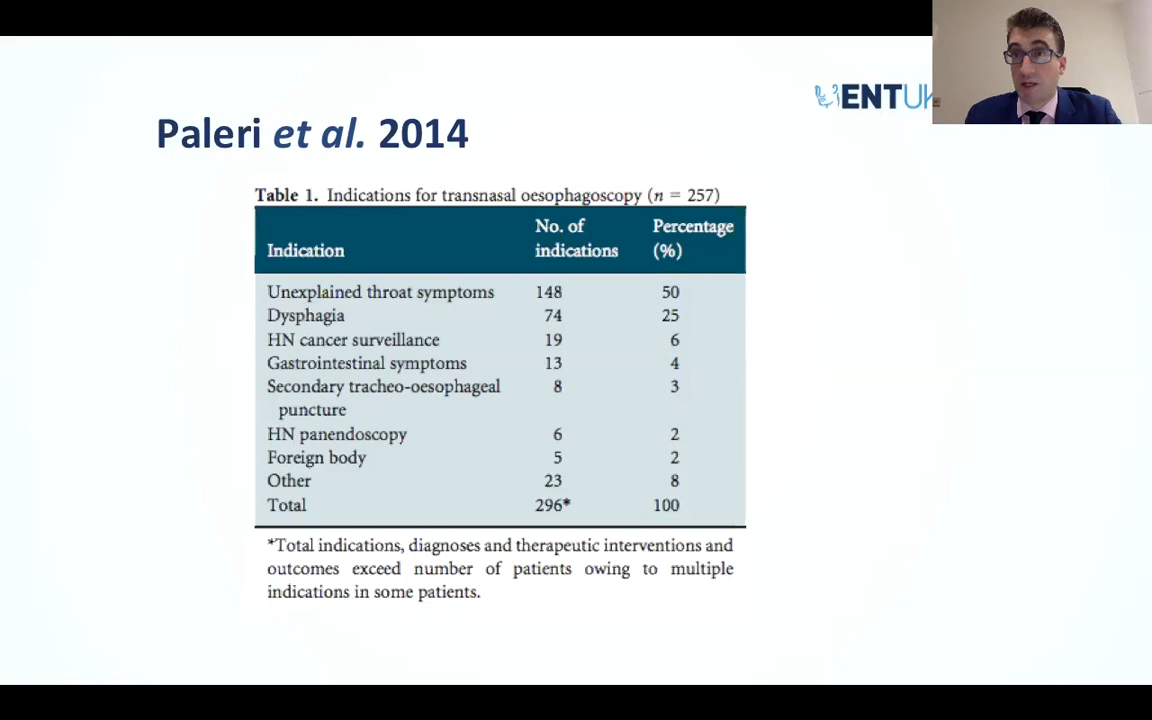 ENTUK
Paleri et al. 2014
Table 1. Indications for transnasal oesophagoscopy (n = 257)
Indication No. of indications Percentage (%)
Unexplained throat symptoms 148 50
Dysphagia 74 25
HN cancer surveillance 19 6
Gastrointestinal symptoms 13 4
Secondary tracheo-oesophageal 8 3
puncture
HN panendoscopy 6 2
Foreign body 5 2
Other 23 8
Total 296* 100
*Total indications, diagnoses and therapeutic interventions and
outcomes exceed number of patients owing to multiple
indications in some patients.